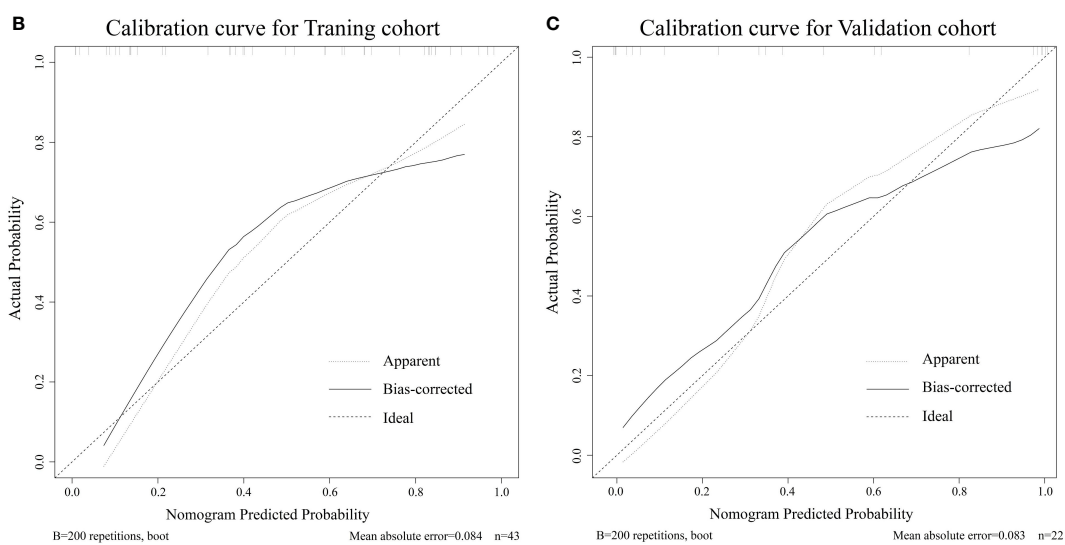 B
Calibration curve for Traning cohort
Actual Probability
1.0
0.8
0.6
0.4
0.2
0.0
Apparent
Bias-corrected
Ideal
0.0 0.2 0.4 0.6 0.8 1.0
Nomogram Predicted Probability
B=200 repetitions, boot Mean absolute error=0.084 n=43
C
Calibration curve for Validation cohort
Actual Probability
1.0
0.8
0.6
0.4
0.2
0.0
Apparent
Bias-corrected
Ideal
0.0 0.2 0.4 0.6 0.8 1.0
Nomogram Predicted Probability
B=200 repetitions, boot Mean absolute error=0.083 n=22